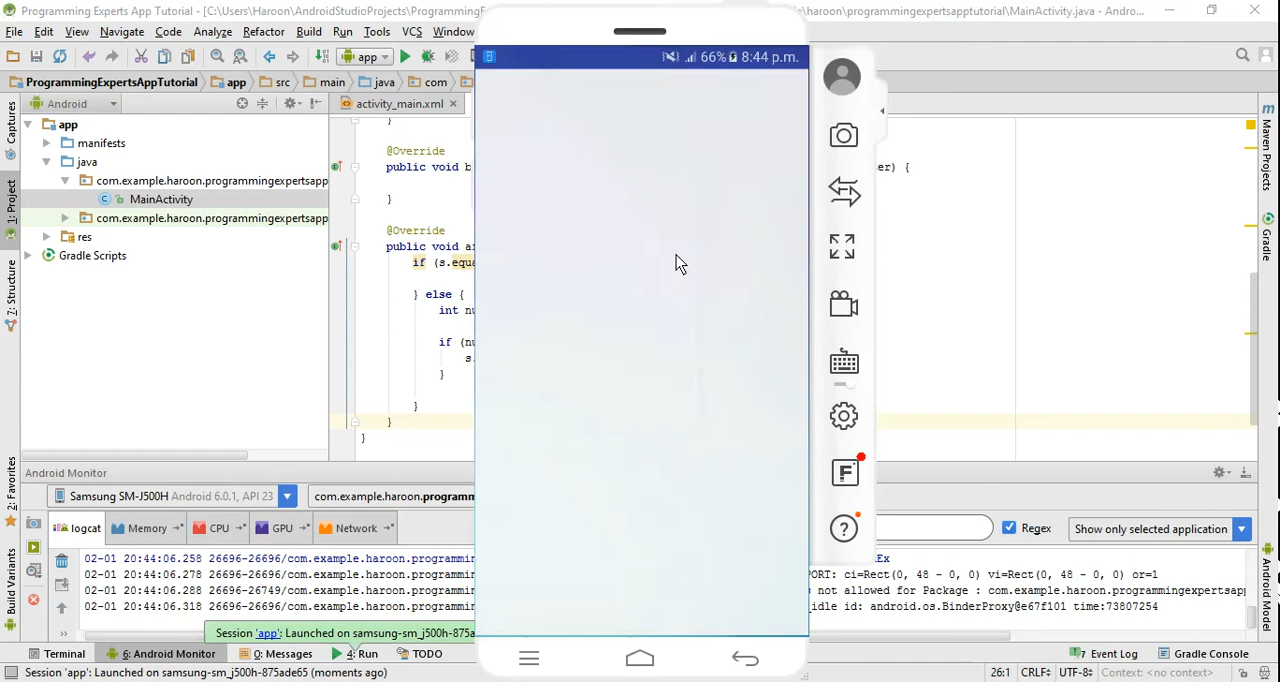 Programming Experts App Tutorial - [C:\Users\Haroon\AndroidStudioProjects\Programming
haroon\programmingexpertsapptutorial\MainActivity.java - Andro...
File Edit View Navigate Code Analyze Refactor Build Run Tools VCS Window
app
ProgrammingExpertsAppTutorial app src main java com
66% 8:44 p.m.
Android
activity_main.xml
app
manifests
java
com.example.haroon.programmingexpertsapp
MainActivity
com.example.haroon.programmingexpertsapp
res
Gradle Scripts
Captures
1: Project
7: Structure
2: Favorites
Build Variants
}
@Override
public void b
er) {
}
@Override
public void a
if (s.equa
} else {
int nu
if (nu
s.
}
}
}
}
Maven Projects
Gradle
Android Model
F
?
Android Monitor
Samsung SM-J500H Android 6.0.1, API 23
com.example.haroon.programm
logcat Memory CPU GPU Network
Regex
Show only selected application
02-01 20:44:06.258 26696-26696/com.example.haroon.programmin
Ex
02-01 20:44:06.278 26696-26696/com.example.haroon.programmin
PORT: ci=Rect(0, 48 - 0, 0) vi=Rect(0, 48 - 0, 0) or=1
02-01 20:44:06.288 26696-26749/com.example.haroon.programmin
s not allowed for Package : com.example.haroon.programmingexpertsap
02-01 20:44:06.318 26696-26696/com.example.haroon.programmin
idle id: android.os.BinderProxy@e67f101 time:73807254
Session 'app': Launched on samsung-sm_j500h-875a
Terminal 6: Android Monitor 0: Messages 4: Run TODO
7 Event Log Gradle Console
Session 'app': Launched on samsung-sm_j500h-875ade65 (moments ago)
26:1 CRLF UTF-8 Context: <no context>